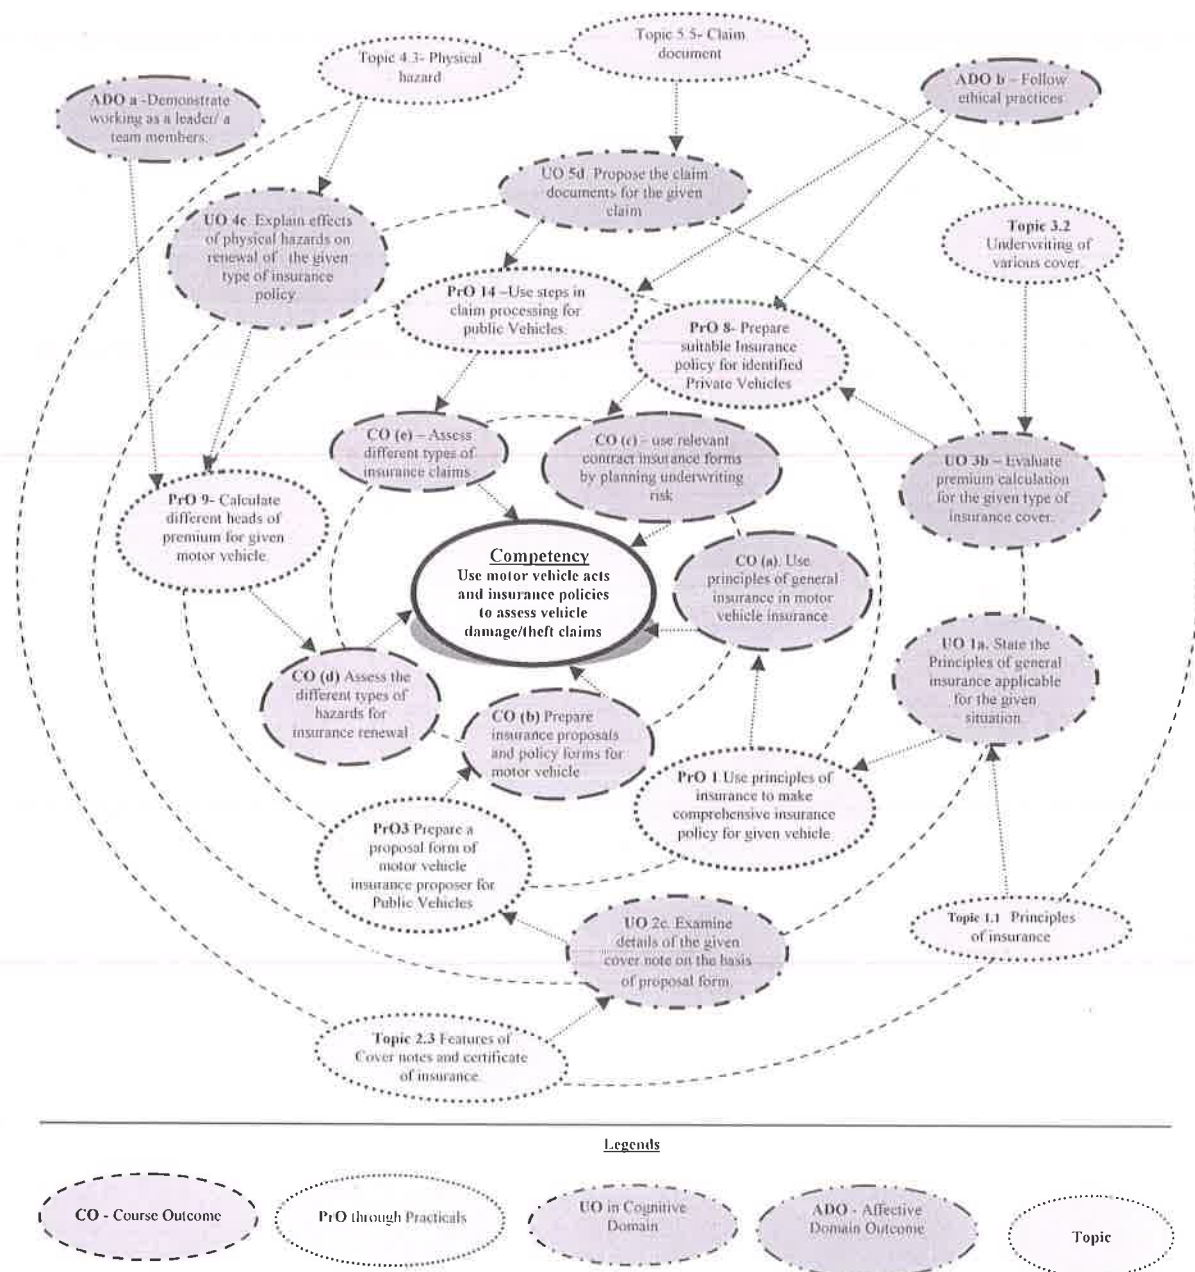 Topic 5.5- Claim
document
Topic 4.3- Physical
hazard
ADO a -Demonstrate
working as a leader/ a
team members.
ADO b – Follow
ethical practices
UO 5d. Propose the claim
documents for the given
claim
UO 4c. Explain effects
of physical hazards on
renewal of the given
type of insurance
policy.
Topic 3.2
Underwriting of
various cover.
PrO 14 –Use steps in
claim processing for
public Vehicles.
PrO 8- Prepare
suitable Insurance
policy for identified
Private Vehicles
CO (e) – Assess
different types of
insurance claims
CO (c) – use relevant
contract insurance forms
by planning underwriting
risk
UO 3b – Evaluate
premium calculation
for the given type of
insurance cover.
PrO 9- Calculate
different heads of
premium for given
motor vehicle.
Competency
Use motor vehicle acts
and insurance policies
to assess vehicle
damage/theft claims
CO (a). Use
principles of general
insurance in motor
vehicle insurance
UO 1a. State the
Principles of general
insurance applicable
for the given
situation.
CO (d) Assess the
different types of
hazards for
insurance renewal
CO (b) Prepare
insurance proposals
and policy forms for
motor vehicle
PrO 1 Use principles of
insurance to make
comprehensive insurance
policy for given vehicle
PrO3 Prepare a
proposal form of
motor vehicle
insurance proposer for
Public Vehicles
UO 2c. Examine
details of the given
cover note on the basis
of proposal form.
Topic 1.1 Principles
of insurance
Topic 2.3 Features of
Cover notes and certificate
of insurance.
Legends
CO - Course Outcome
PrO through Practicals
UO in Cognitive
Domain
ADO - Affective
Domain Outcome
Topic